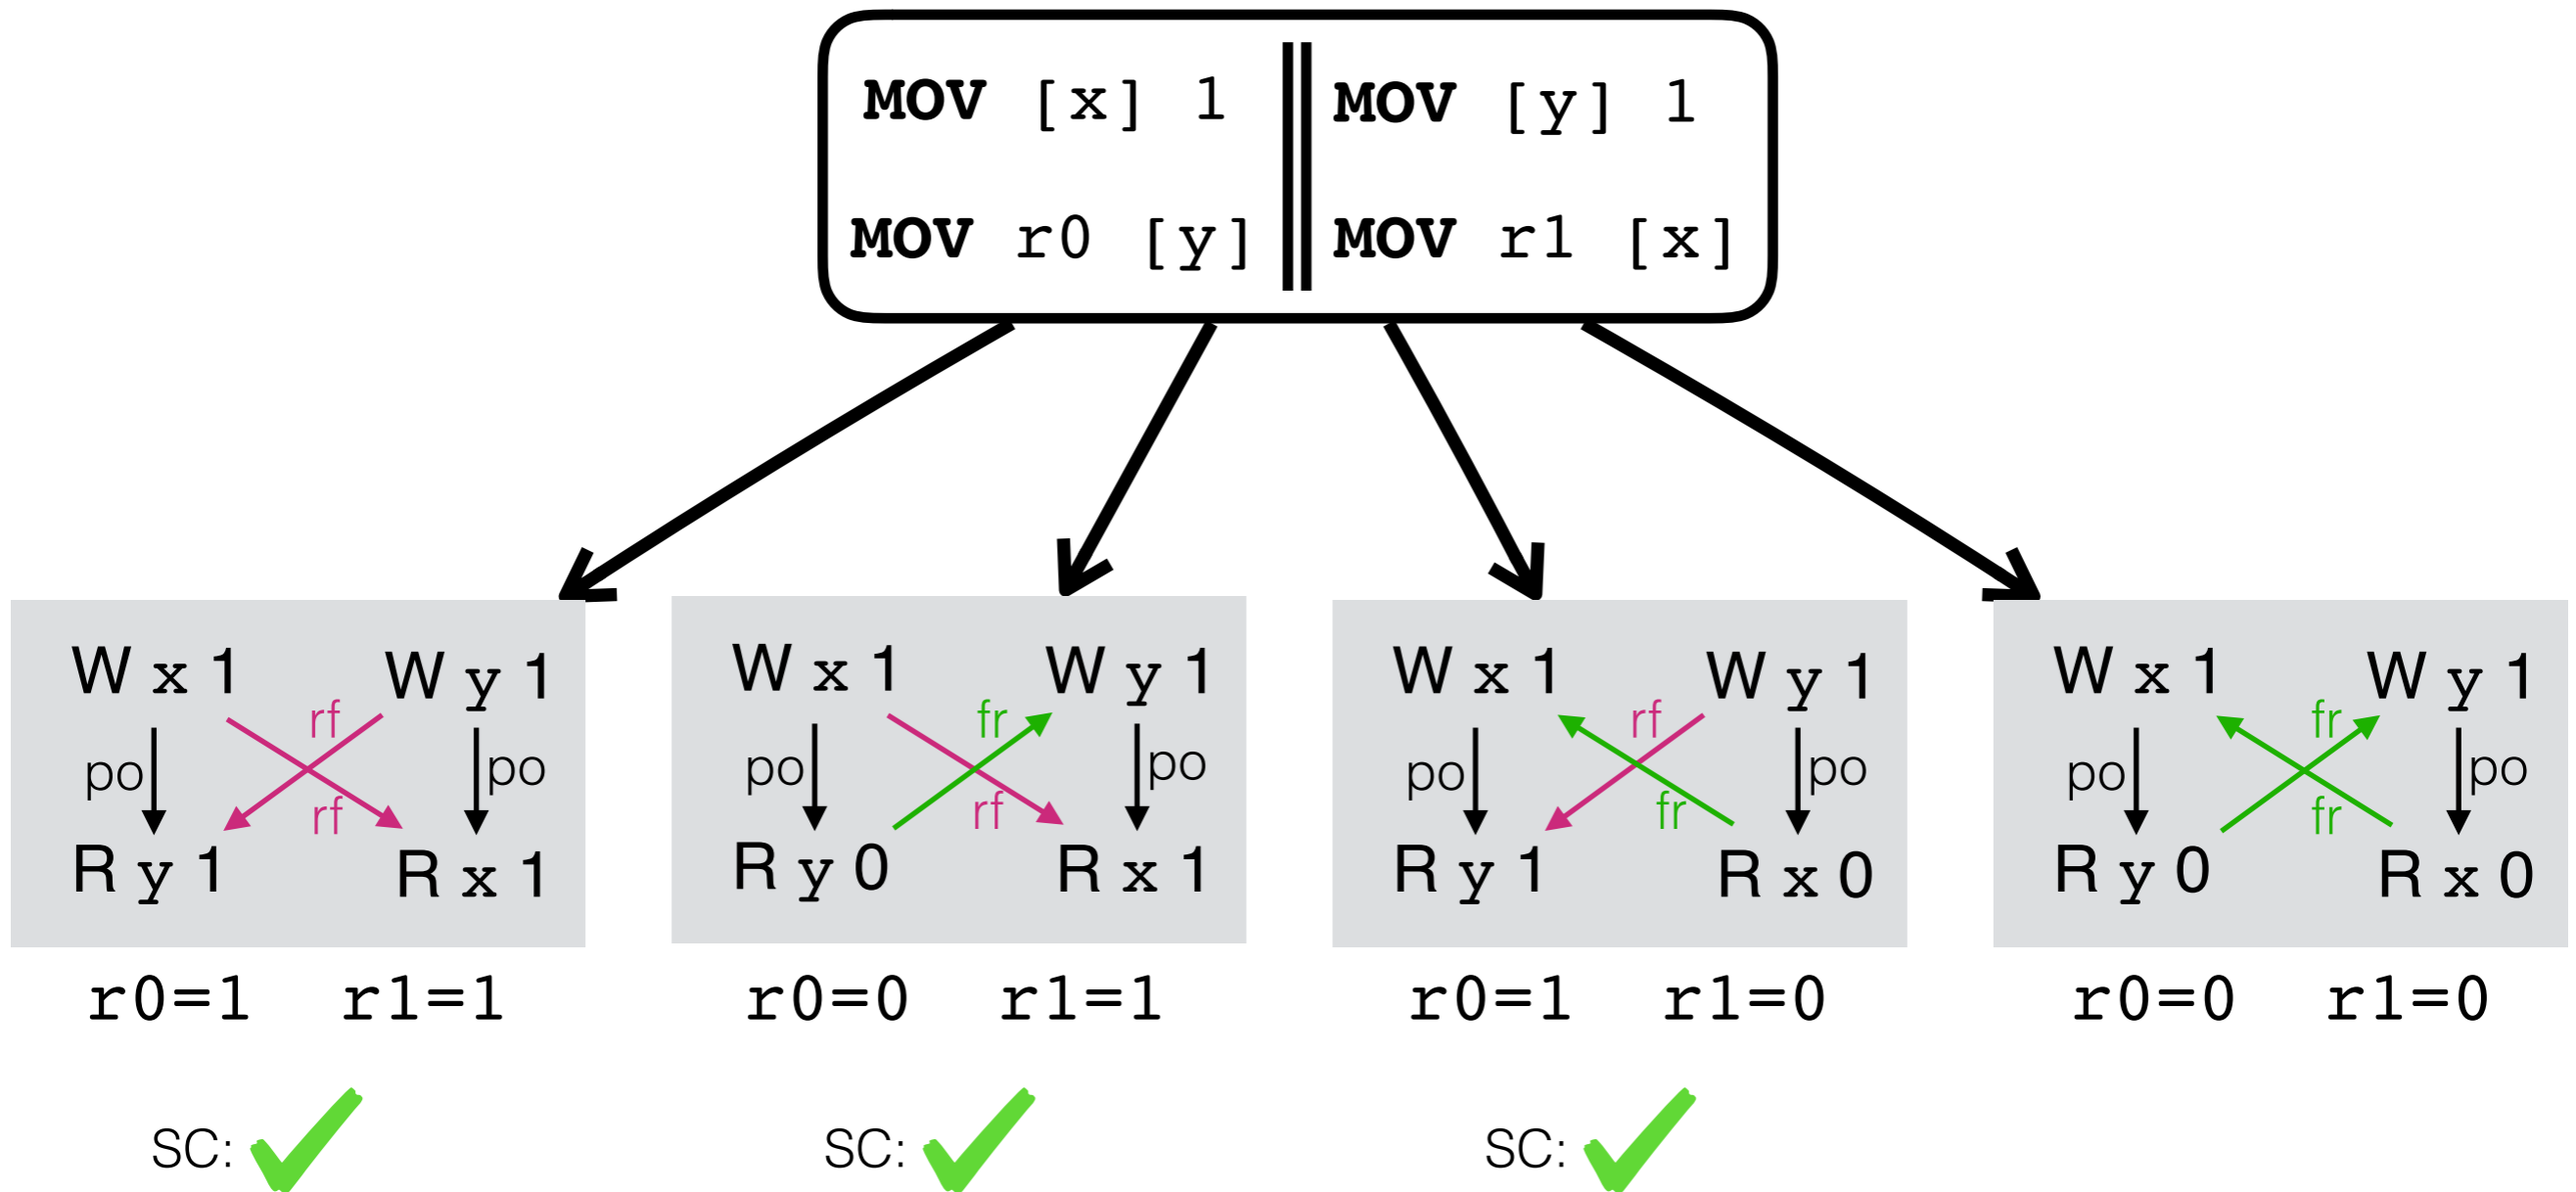 MOV [x] 1 MOV [y] 1
MOV r0 [y] MOV r1 [x]
W x 1 W y 1 W x 1 W y 1 W x 1 W y 1 W x 1 W y 1
rf fr rf fr
po po po po po po po po
rf rf fr fr
R y 1 R x 1 R y 0 R x 1 R y 1 R x 0 R y 0 R x 0
r0=1 r1=1 r0=0 r1=1 r0=1 r1=0 r0=0 r1=0
SC: SC: SC: